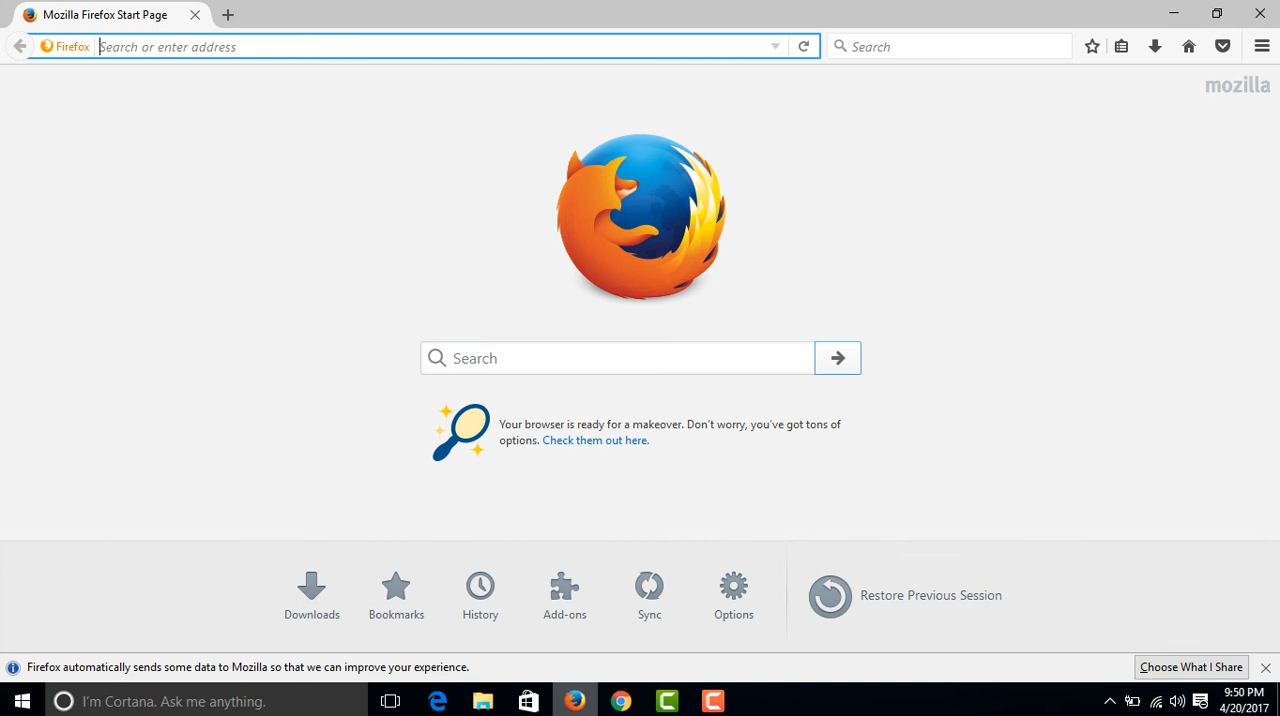 Mozilla Firefox Start Page
Firefox
Search or enter address
Search
mozilla
Search
Your browser is ready for a makeover. Don't worry, you've got tons of
options. Check them out here.
Downloads
Bookmarks
History
Add-ons
Sync
Options
Restore Previous Session
Firefox automatically sends some data to Mozilla so that we can improve your experience.
Choose What I Share
I'm Cortana. Ask me anything.
9:50 PM
4/20/2017